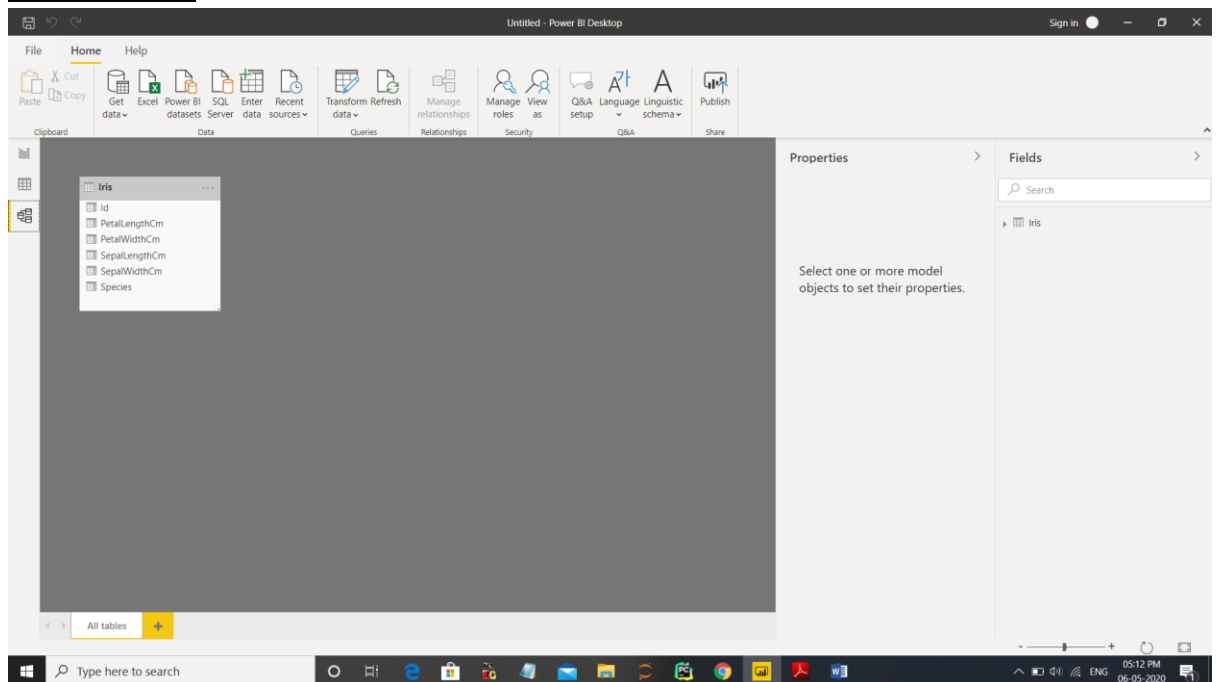 Untitled - Power BI Desktop
Sign in
File Home Help
Paste
Cut
Copy
Get data
Excel
Power BI datasets
SQL Server
Enter data
Recent sources
Transform data
Refresh
Manage relationships
Manage roles
View as
Q&A setup
Language
Linguistic schema
Publish
Clipboard
Data
Queries
Relationships
Security
Q&A
Share
Iris
Id
PetalLengthCm
PetalWidthCm
SepalLengthCm
SepalWidthCm
Species
Properties
Select one or more model
objects to set their properties.
Fields
Search
Iris
All tables
Type here to search
ENG
05:12 PM
06-05-2020